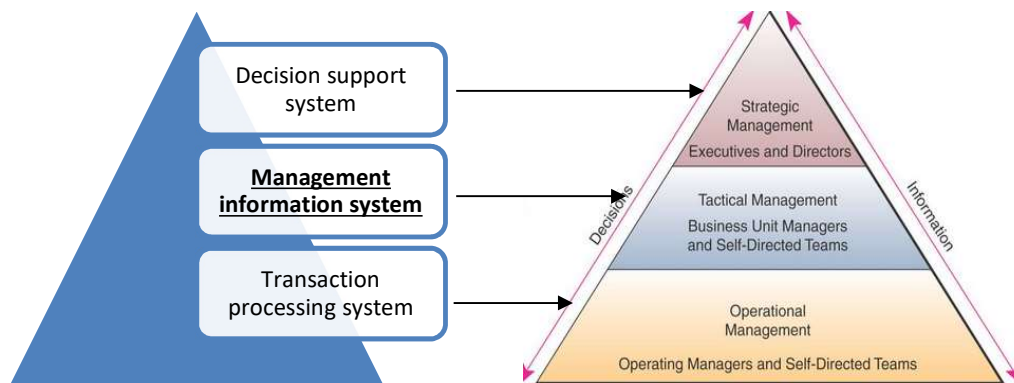 Decision support
system
Management
information system
Transaction
processing system
Decisions
Strategic
Management
Executives and Directors
Tactical Management
Business Unit Managers
and Self-Directed Teams
Operational
Management
Operating Managers and Self-Directed Teams
Information